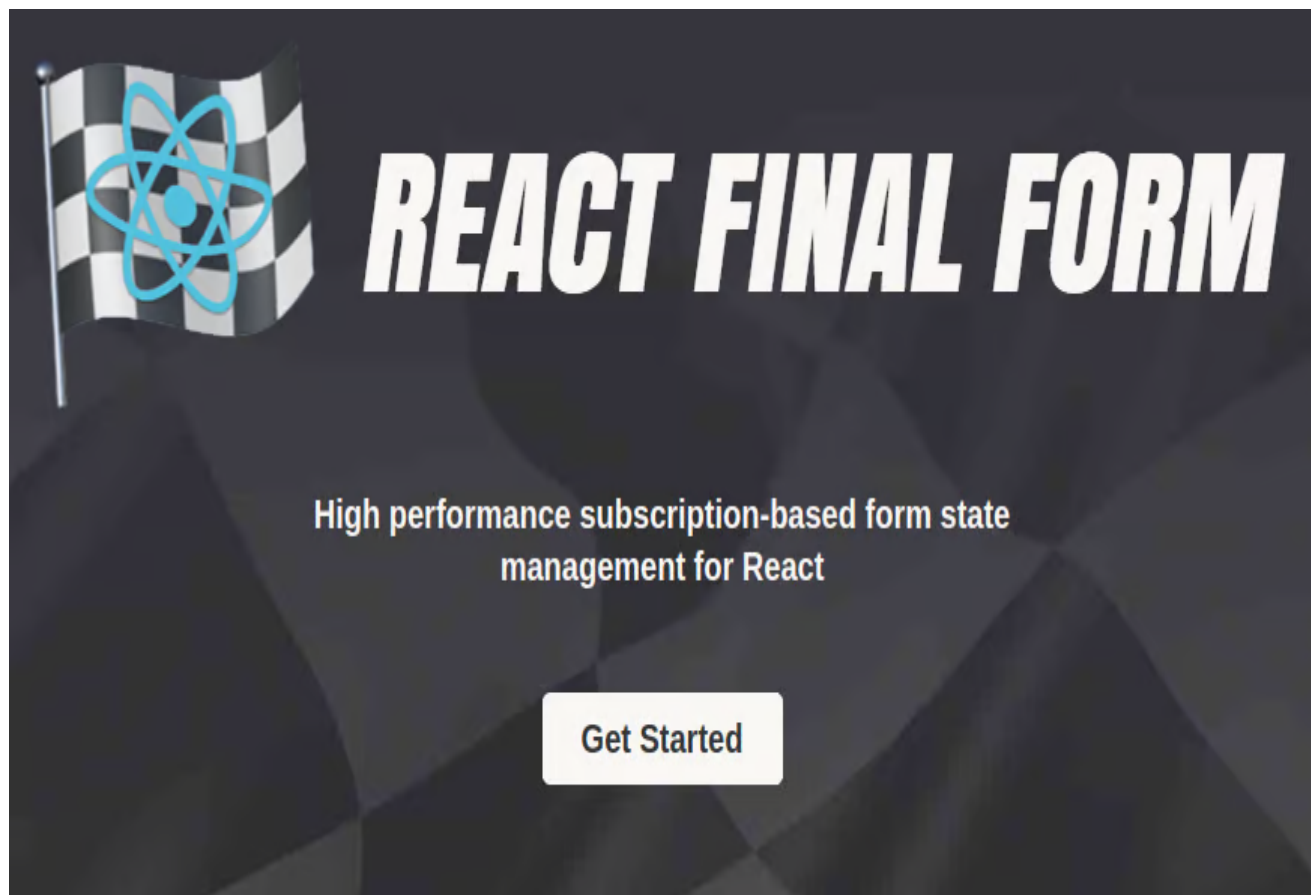 REACT FINAL FORM
High performance subscription-based form state
management for React
Get Started